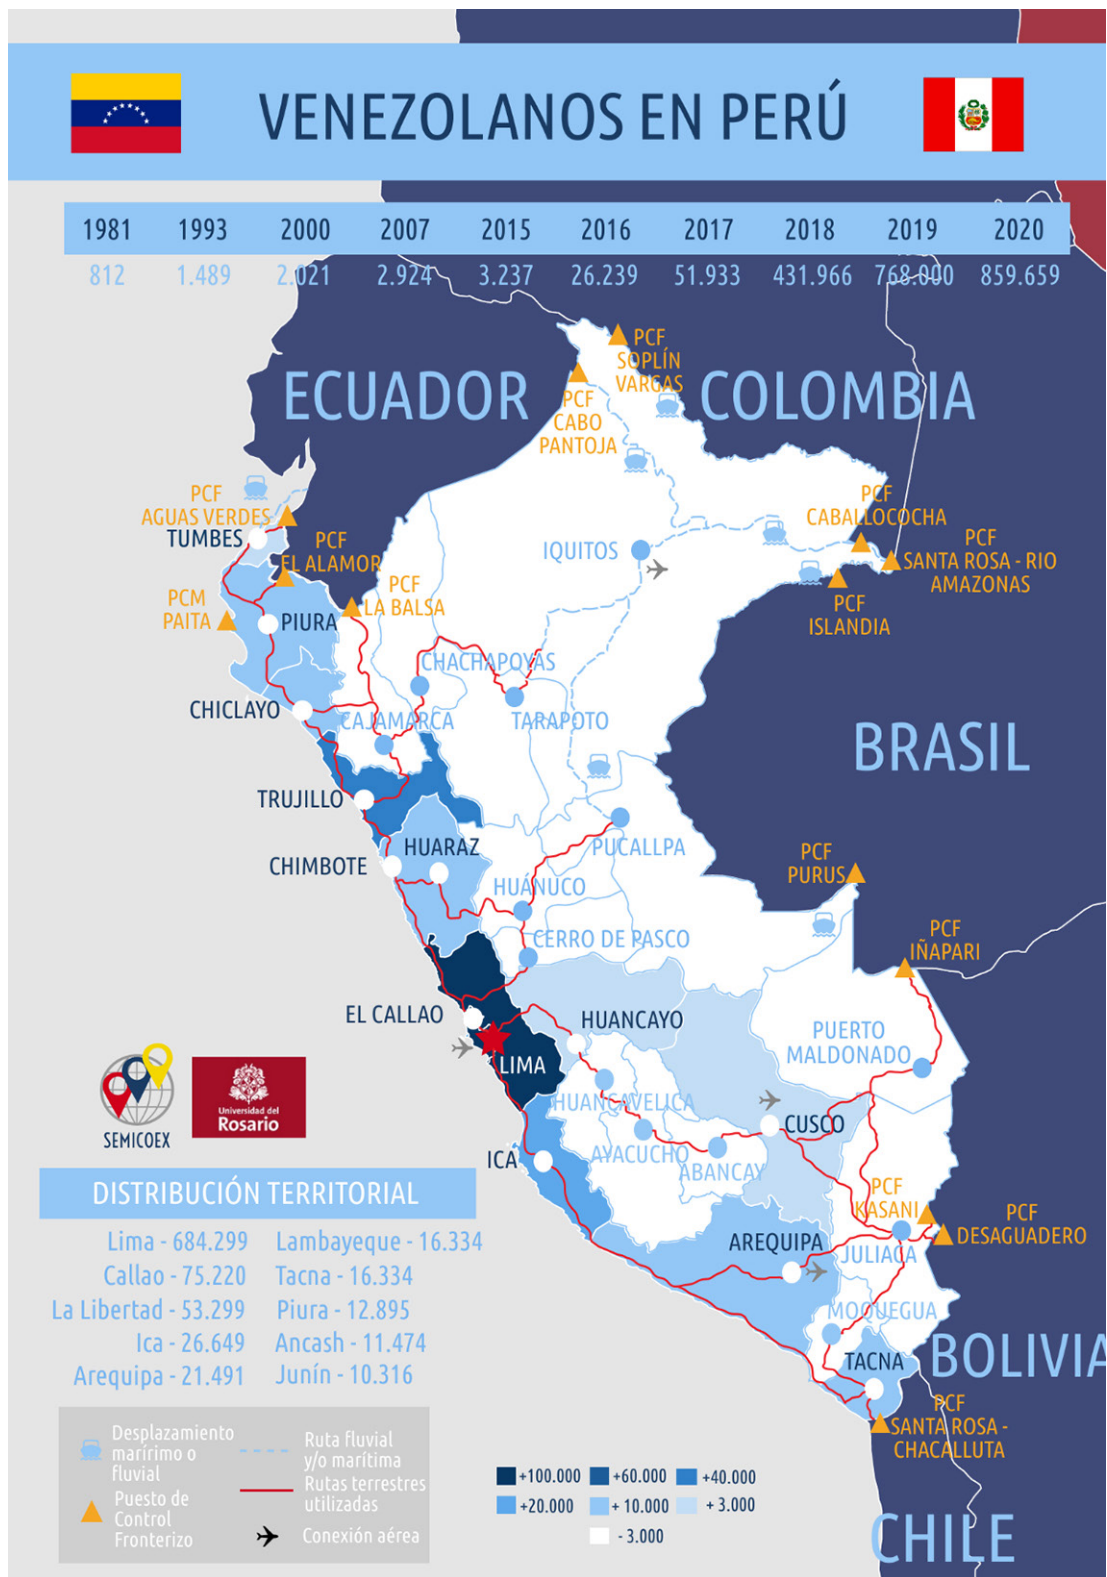 VENEZOLANOS EN PERÚ
1981 1993 2000 2007 2015 2016 2017 2018 2019 2020
812 1.489 2.021 2.924 3.237 26.239 51.933 431.966 768.000 859.659
PCF
SOPLÍN
VARGAS
ECUADOR
COLOMBIA
PCF
CABO
PANTOJA
PCF
AGUAS VERDES
TUMBES
PCF
EL ALAMOR
PCF
CABALLOCOCHA
IQUITOS
PCF
SANTA ROSA - RIO
AMAZONAS
PCM
PAITA
PIURA
PCF
LA BALSA
PCF
ISLANDIA
CHACHAPOYAS
CHICLAYO
CAJAMARCA
TARAPOTO
BRASIL
TRUJILLO
CHIMBOTE
HUARAZ
PUCALLPA
PCF
PURUS
HUÁNUCO
CERRO DE PASCO
PCF
IÑAPARI
EL CALLAO
HUANCAYO
PUERTO
MALDONADO
LIMA
HUANCAVELICA
CUSCO
SEMICOEX
Universidad del
Rosario
AYACUCHO
ABANCAY
ICA
PCF
KASANI
PCF
DESAGUADERO
AREQUIPA
JULIACA
MOQUEGUA
BOLIVIA
TACNA
PCF
SANTA ROSA -
CHACALLUTA
CHILE
DISTRIBUCIÓN TERRITORIAL
Lima - 684.299 Lambayeque - 16.334
Callao - 75.220 Tacna - 16.334
La Libertad - 53.299 Piura - 12.895
Ica - 26.649 Ancash - 11.474
Arequipa - 21.491 Junín - 10.316
Desplazamiento
marírimo o
fluvial
Ruta fluvial
y/o marítima
Rutas terrestres
utilizadas
Puesto de
Control
Fronterizo
Conexión aérea
+100.000 +60.000 +40.000
+20.000 + 10.000 + 3.000
- 3.000